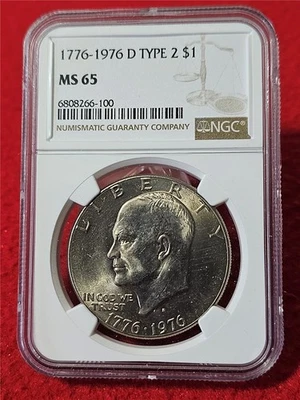 1776-1976 D TYPE 2 $1
MS 65
6808266-100
NUMISMATIC GUARANTY COMPANY
NGC
LIBERTY
IN GOD WE
TRUST
1776·1976